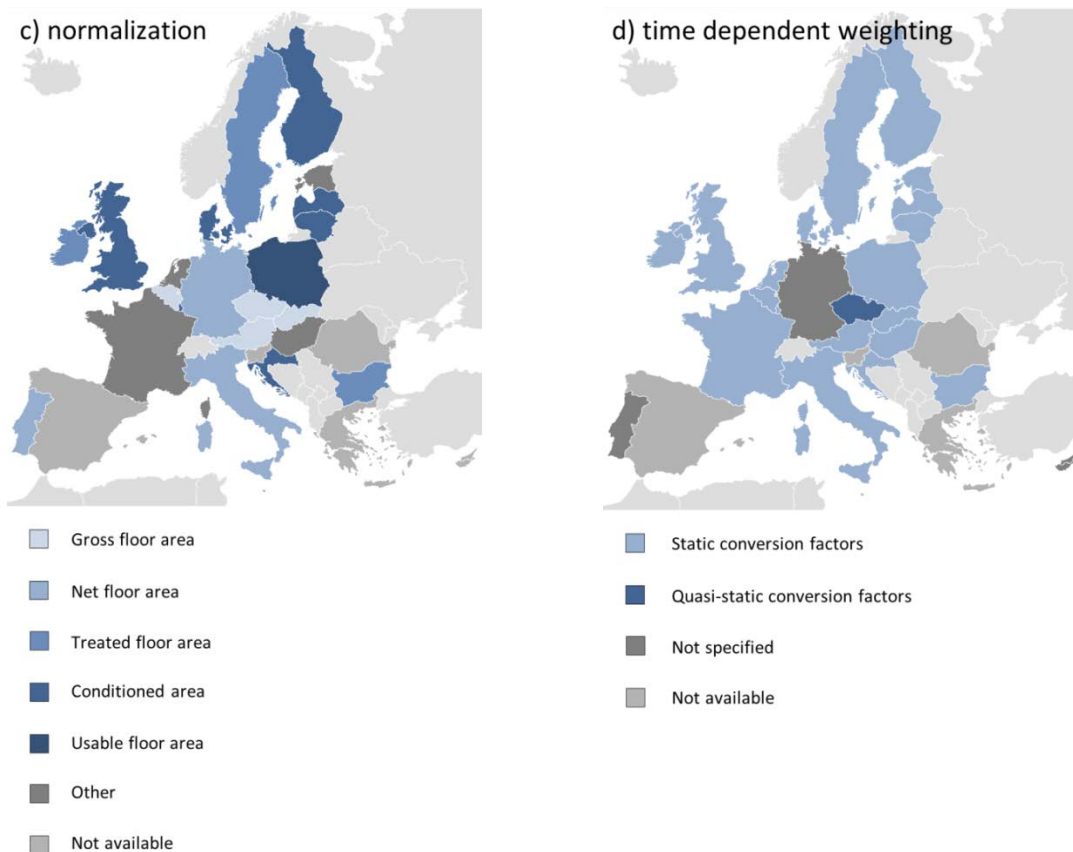 c) normalization
Gross floor area
Net floor area
Treated floor area
Conditioned area
Usable floor area
Other
Not available
d) time dependent weighting
Static conversion factors
Quasi-static conversion factors
Not specified
Not available